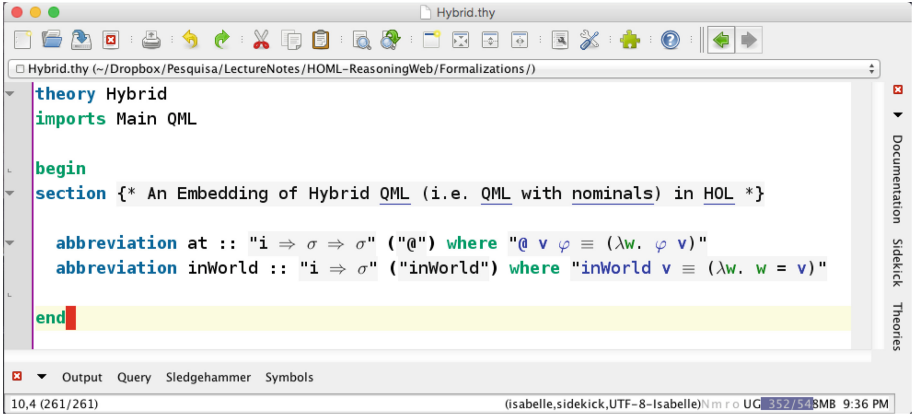 Hybrid.thy
Hybrid.thy (~/Dropbox/Pesquisa/LectureNotes/HOML-ReasoningWeb/Formalizations/)
theory Hybrid
imports Main QML
begin
section {* An Embedding of Hybrid QML (i.e. QML with nominals) in HOL *}
abbreviation at :: "i ⇒ σ ⇒ σ" ("@") where "@ v φ ≡ (λw. φ v)"
abbreviation inWorld :: "i ⇒ σ" ("inWorld") where "inWorld v ≡ (λw. w = v)"
end
Documentation
Sidekick
Theories
Output Query Sledgehammer Symbols
10,4 (261/261) (isabelle,sidekick,UTF-8-Isabelle)N m r o UG 352/548MB 9:36 PM